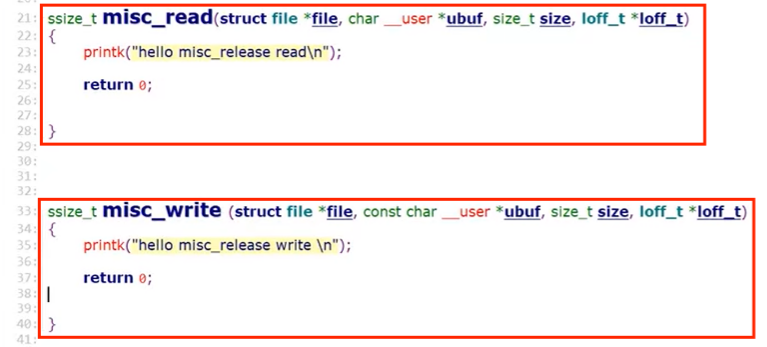 21: ssize_t misc_read(struct file *file, char __user *ubuf, size_t size, loff_t *loff_t)
22: {
23: printk("hello misc_release read\n");
24:
25: return 0;
26:
27:
28: }
29:
30:
31:
32:
33: ssize_t misc_write (struct file *file, const char __user *ubuf, size_t size, loff_t *loff_t)
34: {
35: printk("hello misc_release write \n");
36:
37: return 0;
38:
39:
40: }
41: